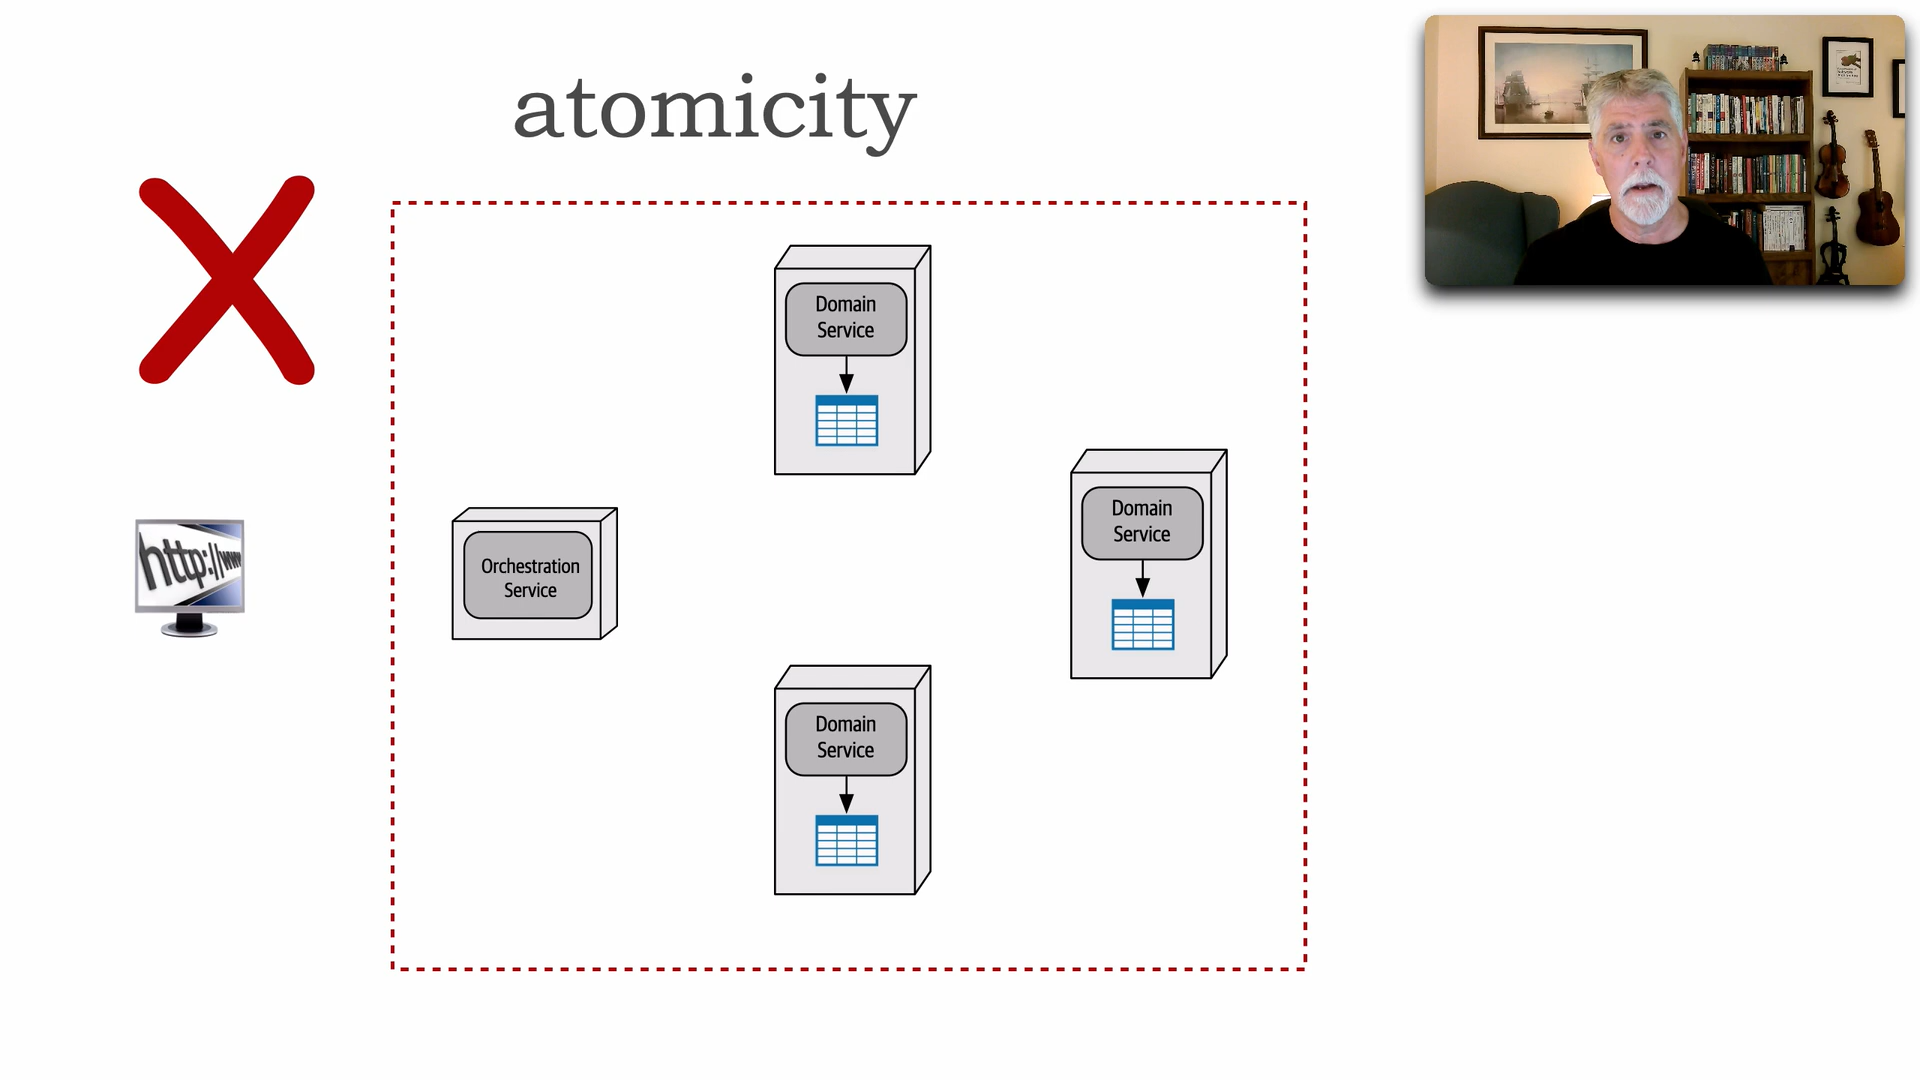 atomicity
Domain
Service
Domain
Service
http://www
Orchestration
Service
Domain
Service